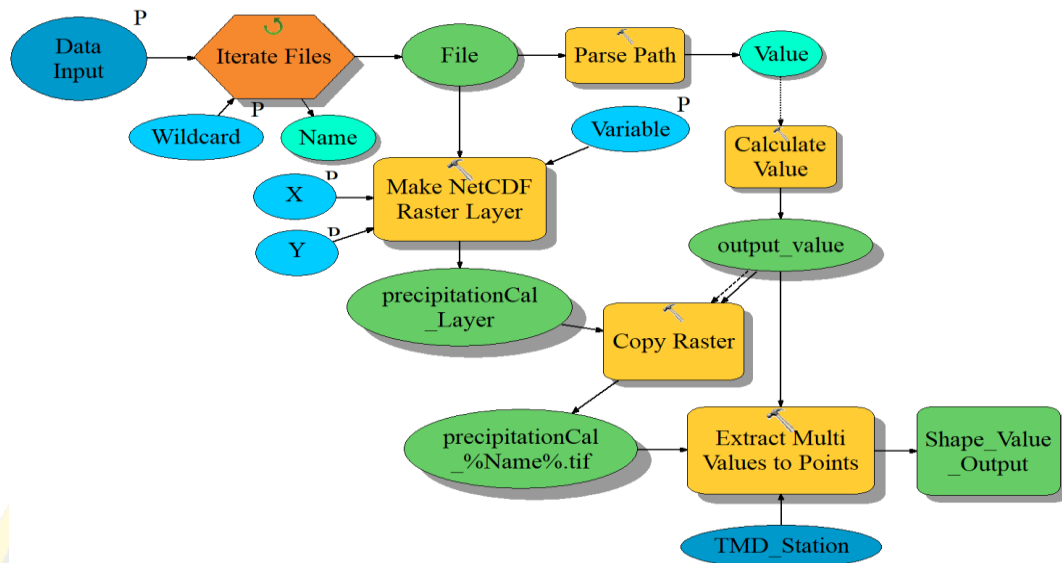 P
Data
Input
Iterate Files
File
Parse Path
Value
P
Wildcard
P
Name
Variable
Calculate
Value
P
X
Make NetCDF
Raster Layer
P
Y
output_value
precipitationCal
_Layer
Copy Raster
precipitationCal
_%Name%.tif
Extract Multi
Values to Points
Shape_Value
_Output
TMD_Station